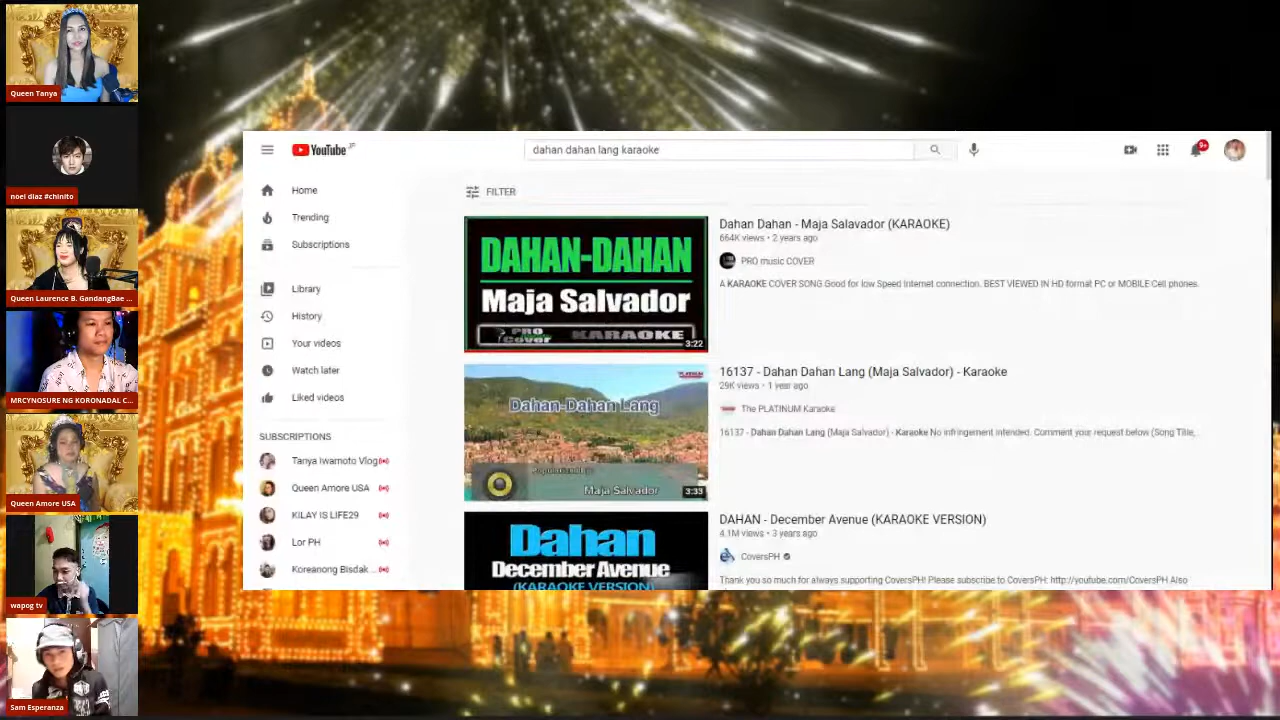 Queen Tanya
noel diaz #chinito
Queen Laurence B. GandangBae ...
MRCYNOSURE NG KORONADAL C...
Queen Amore USA
wapog tv
Sam Esperanza
YouTube JP
dahan dahan lang karaoke
9+
Home
Trending
Subscriptions
Library
History
Your videos
Watch later
Liked videos
SUBSCRIPTIONS
Tanya Iwamoto Vlog
Queen Amore USA
KILAY IS LIFE29
Lor PH
Koreanong Bisdak ...
FILTER
DAHAN-DAHAN
Maja Salvador
PRO
Cover
KARAOKE
3:22
Dahan Dahan - Maja Salavador (KARAOKE)
664K views • 2 years ago
PRO music COVER
A KARAOKE COVER SONG Good for low Speed Internet connection. BEST VIEWED IN HD format PC or MOBILE Cell phones.
PLATINUM
Dahan-Dahan Lang
Maja Salvador
3:33
16137 - Dahan Dahan Lang (Maja Salvador) - Karaoke
29K views • 1 year ago
The PLATINUM Karaoke
16137 - Dahan Dahan Lang (Maja Salvador) - Karaoke No infringement intended. Comment your request below (Song Title,
Dahan
December Avenue
(KARAOKE VERSION)
DAHAN - December Avenue (KARAOKE VERSION)
4.1M views • 3 years ago
CoversPH
Thank you so much for always supporting CoversPH! Please subscribe to CoversPH: http://youtube.com/CoversPH Also